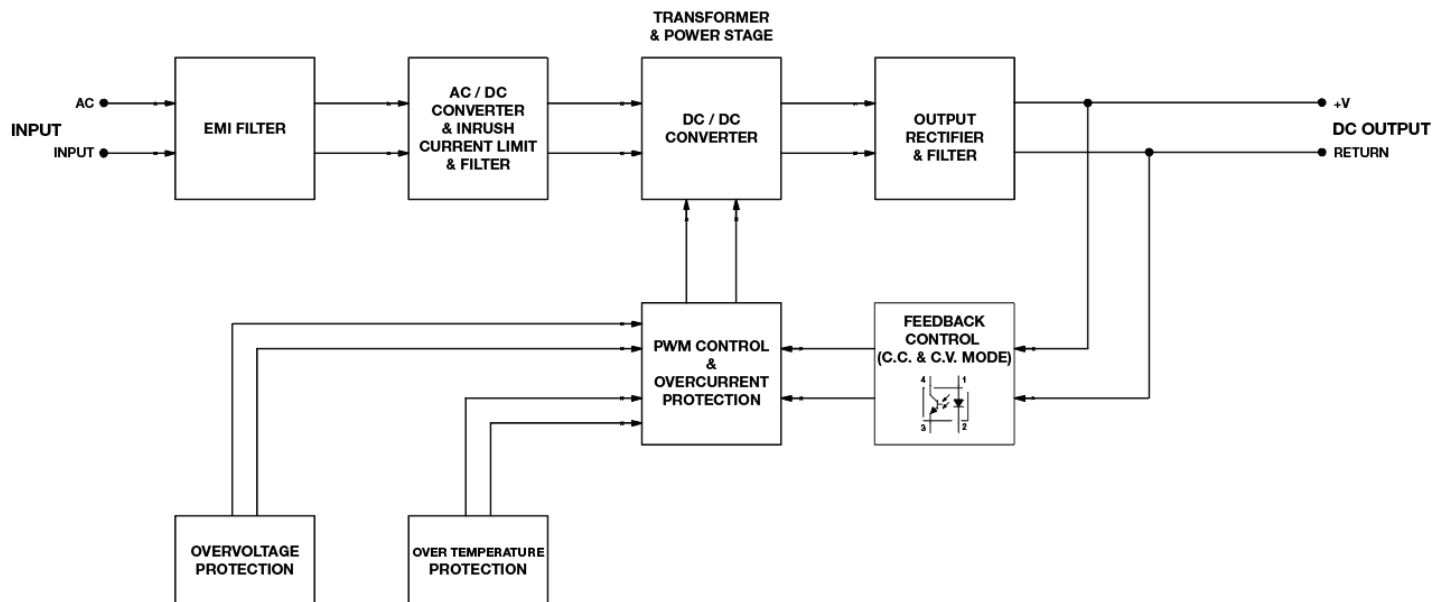 TRANSFORMER
& POWER STAGE
INPUT
AC
INPUT
EMI FILTER
AC / DC
CONVERTER
& INRUSH
CURRENT LIMIT
& FILTER
DC / DC
CONVERTER
OUTPUT
RECTIFIER
& FILTER
+V
DC OUTPUT
RETURN
PWM CONTROL
&
OVERCURRENT
PROTECTION
FEEDBACK
CONTROL
(C.C. & C.V. MODE)
4 1
3 2
OVERVOLTAGE
PROTECTION
OVER TEMPERATURE
PROTECTION